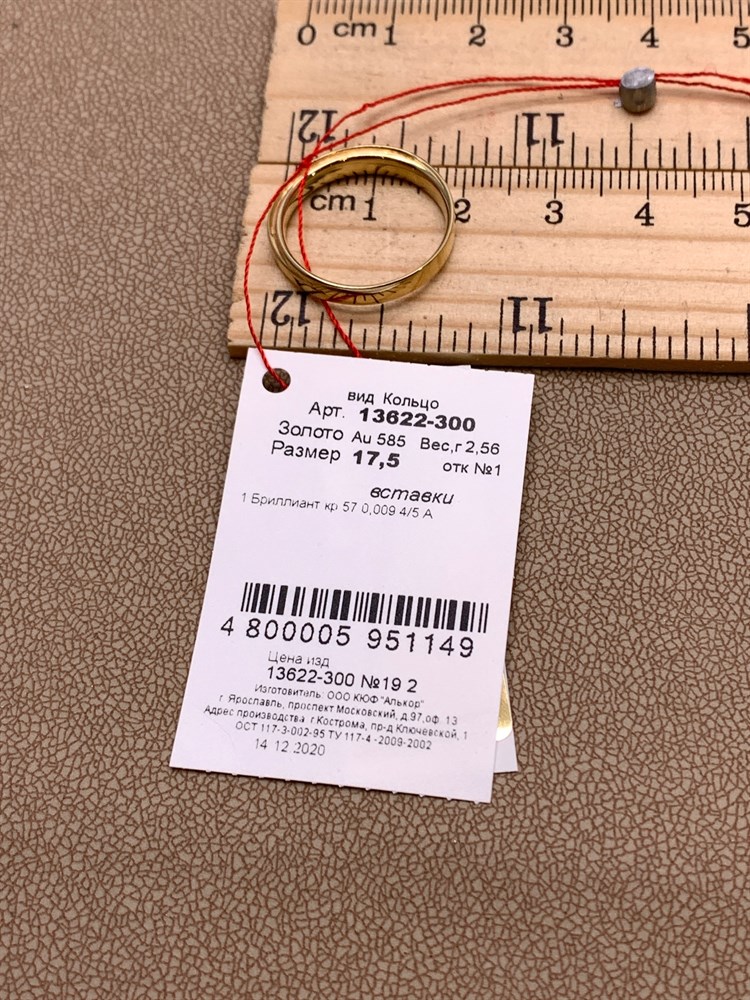 0 cm 1 2 3 4 5
12 11
cm 1 2 3 4 5
12 11
вид Кольцо
Арт. 13622-300
Золото Au 585 Вес,г 2,56
Размер 17,5 отк №1
вставки
1 Бриллиант кр 57 0,009 4/5 А
4 800005 951149
Цена изд
13622-300 №19 2
Изготовитель: ООО КЮФ "Алькор"
г. Ярославль, проспект Московский, д.97,оф. 13
Адрес производства г.Кострома, пр-д Ключевской, 1
ОСТ 117-3-002-95 ТУ 117-4-2009-2002
14 12.2020